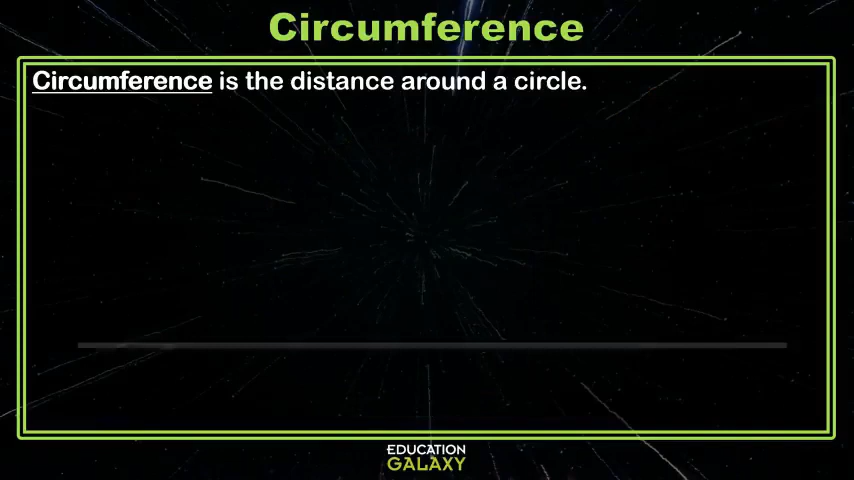 Circumference
Circumference is the distance around a circle.
EDUCATION
GALAXY